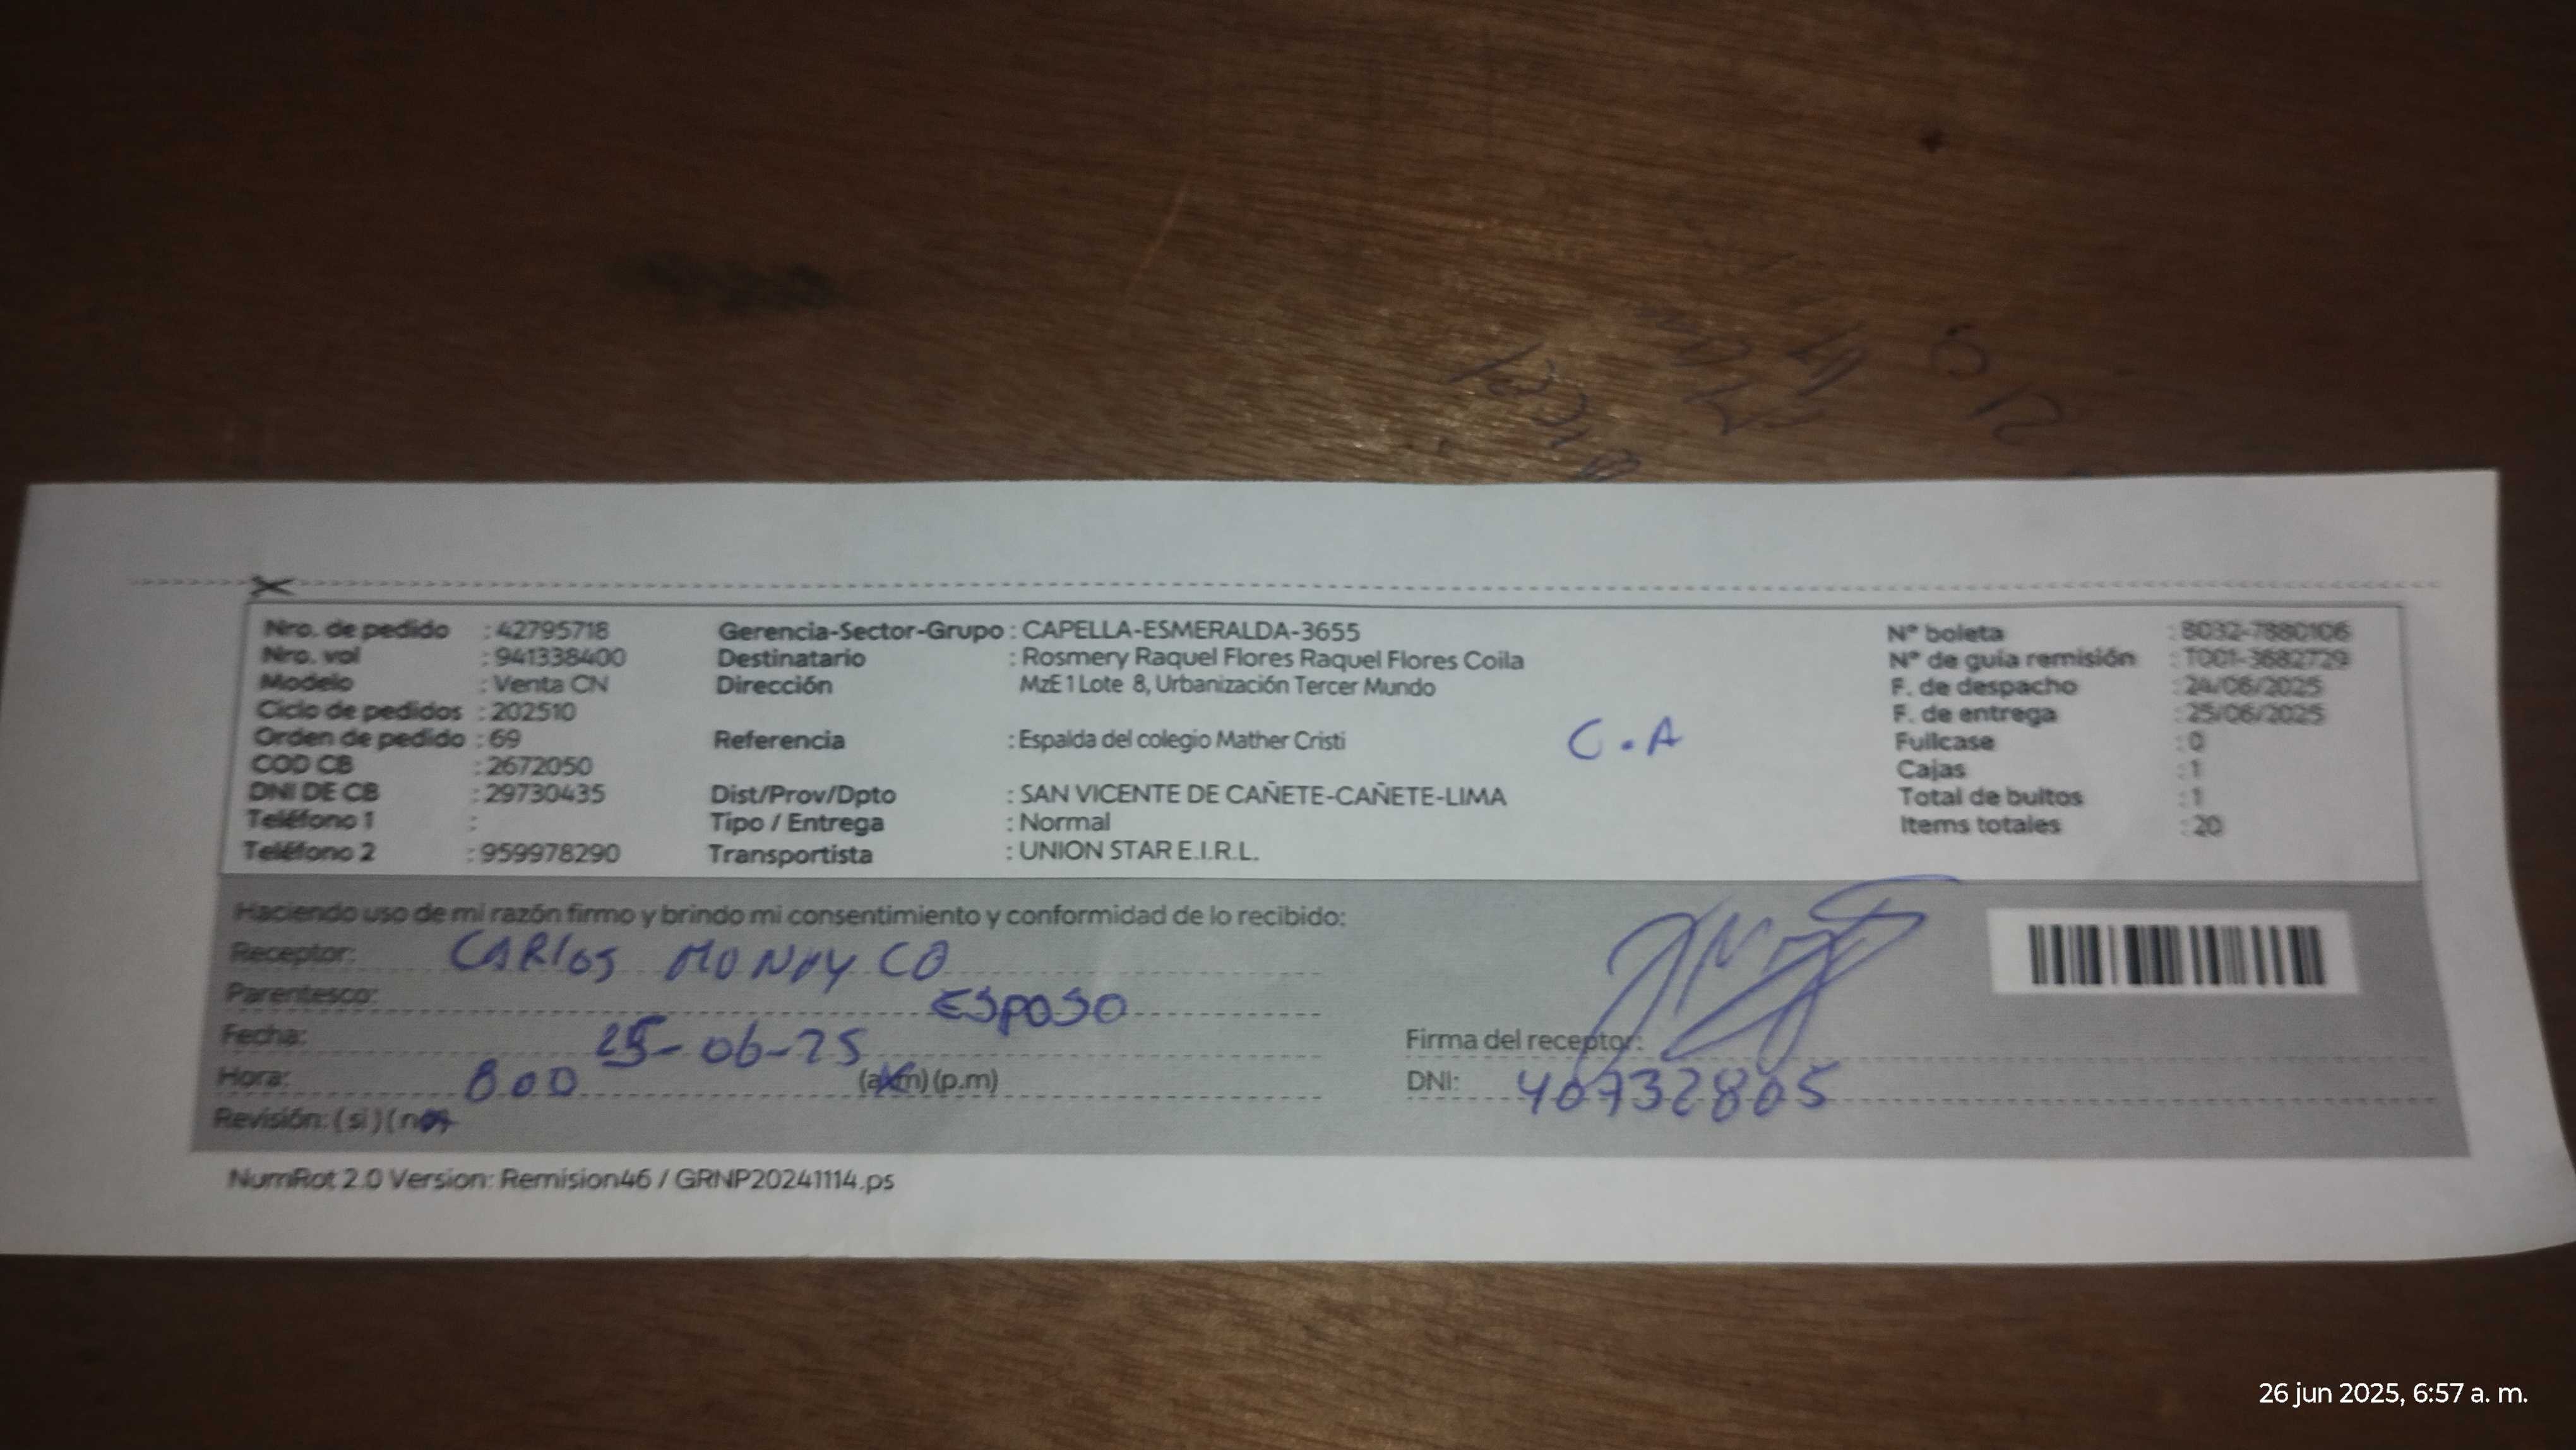 Nro. de pedido : 42795718
Nro. vol : 941338400
Modelo : Venta CN
Ciclo de pedidos : 202510
Orden de pedido : 69
COD CB : 2672050
DNI DE CB : 29730435
Teléfono 1 :
Teléfono 2 : 959978290
Gerencia-Sector-Grupo : CAPELLA-ESMERALDA-3655
Destinatario : Rosmery Raquel Flores Raquel Flores Coila
Dirección MzE 1 Lote 8, Urbanización Tercer Mundo
Referencia : Espalda del colegio Mather Cristi
Dist/Prov/Dpto : SAN VICENTE DE CAÑETE-CAÑETE-LIMA
Tipo / Entrega : Normal
Transportista : UNION STAR E.I.R.L.
C.A
N° boleta : B032-7880106
N° de guía remisión : T001-3682729
F. de despacho : 24/06/2025
F. de entrega : 25/06/2025
Fullcase : 0
Cajas : 1
Total de bultos : 1
Items totales : 20
Haciendo uso de mi razón firmo y brindo mi consentimiento y conformidad de lo recibido:
Receptor: CARlos
Parentesco: ESPOSO
Fecha: 25-06-25
Hora: 800 (a.m) (p.m)
Revisión: (si) (no)
Firma del receptor:
DNI: 40732805
NumRot 2.0 Version: Remision46 / GRNP20241114.ps
26 jun 2025, 6:57 a. m.